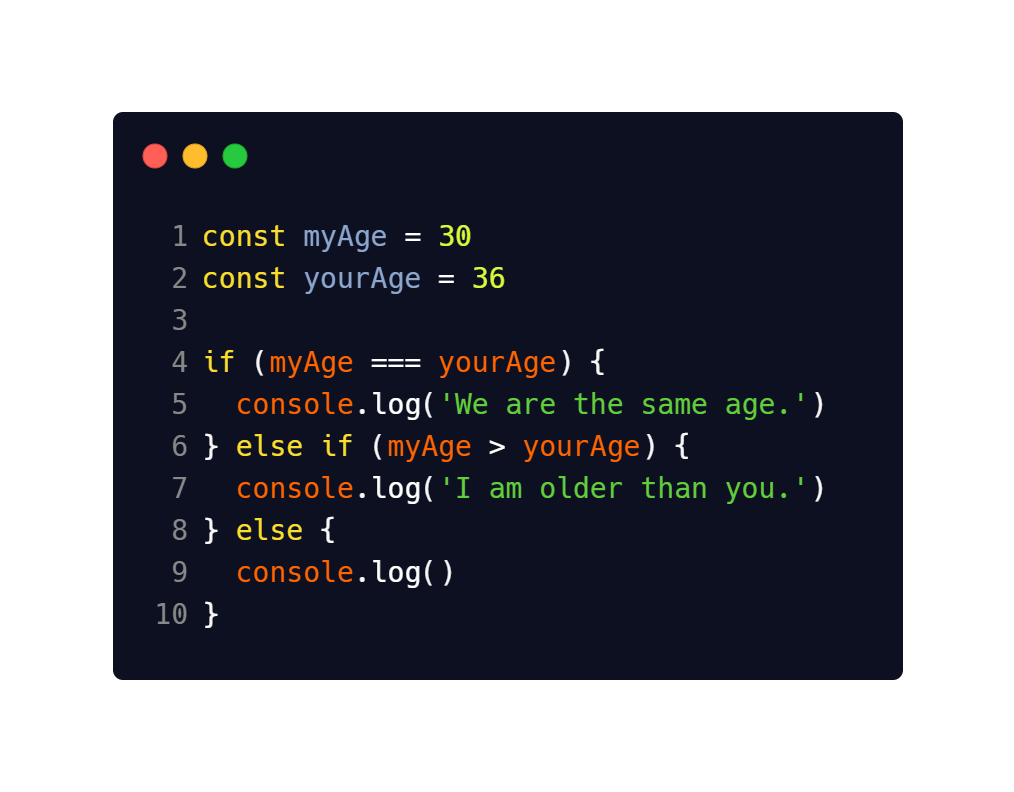 1 const myAge = 30
2 const yourAge = 36
3
4 if (myAge === yourAge) {
5   console.log('We are the same age.')
6 } else if (myAge > yourAge) {
7   console.log('I am older than you.')
8 } else {
9   console.log()
10 }